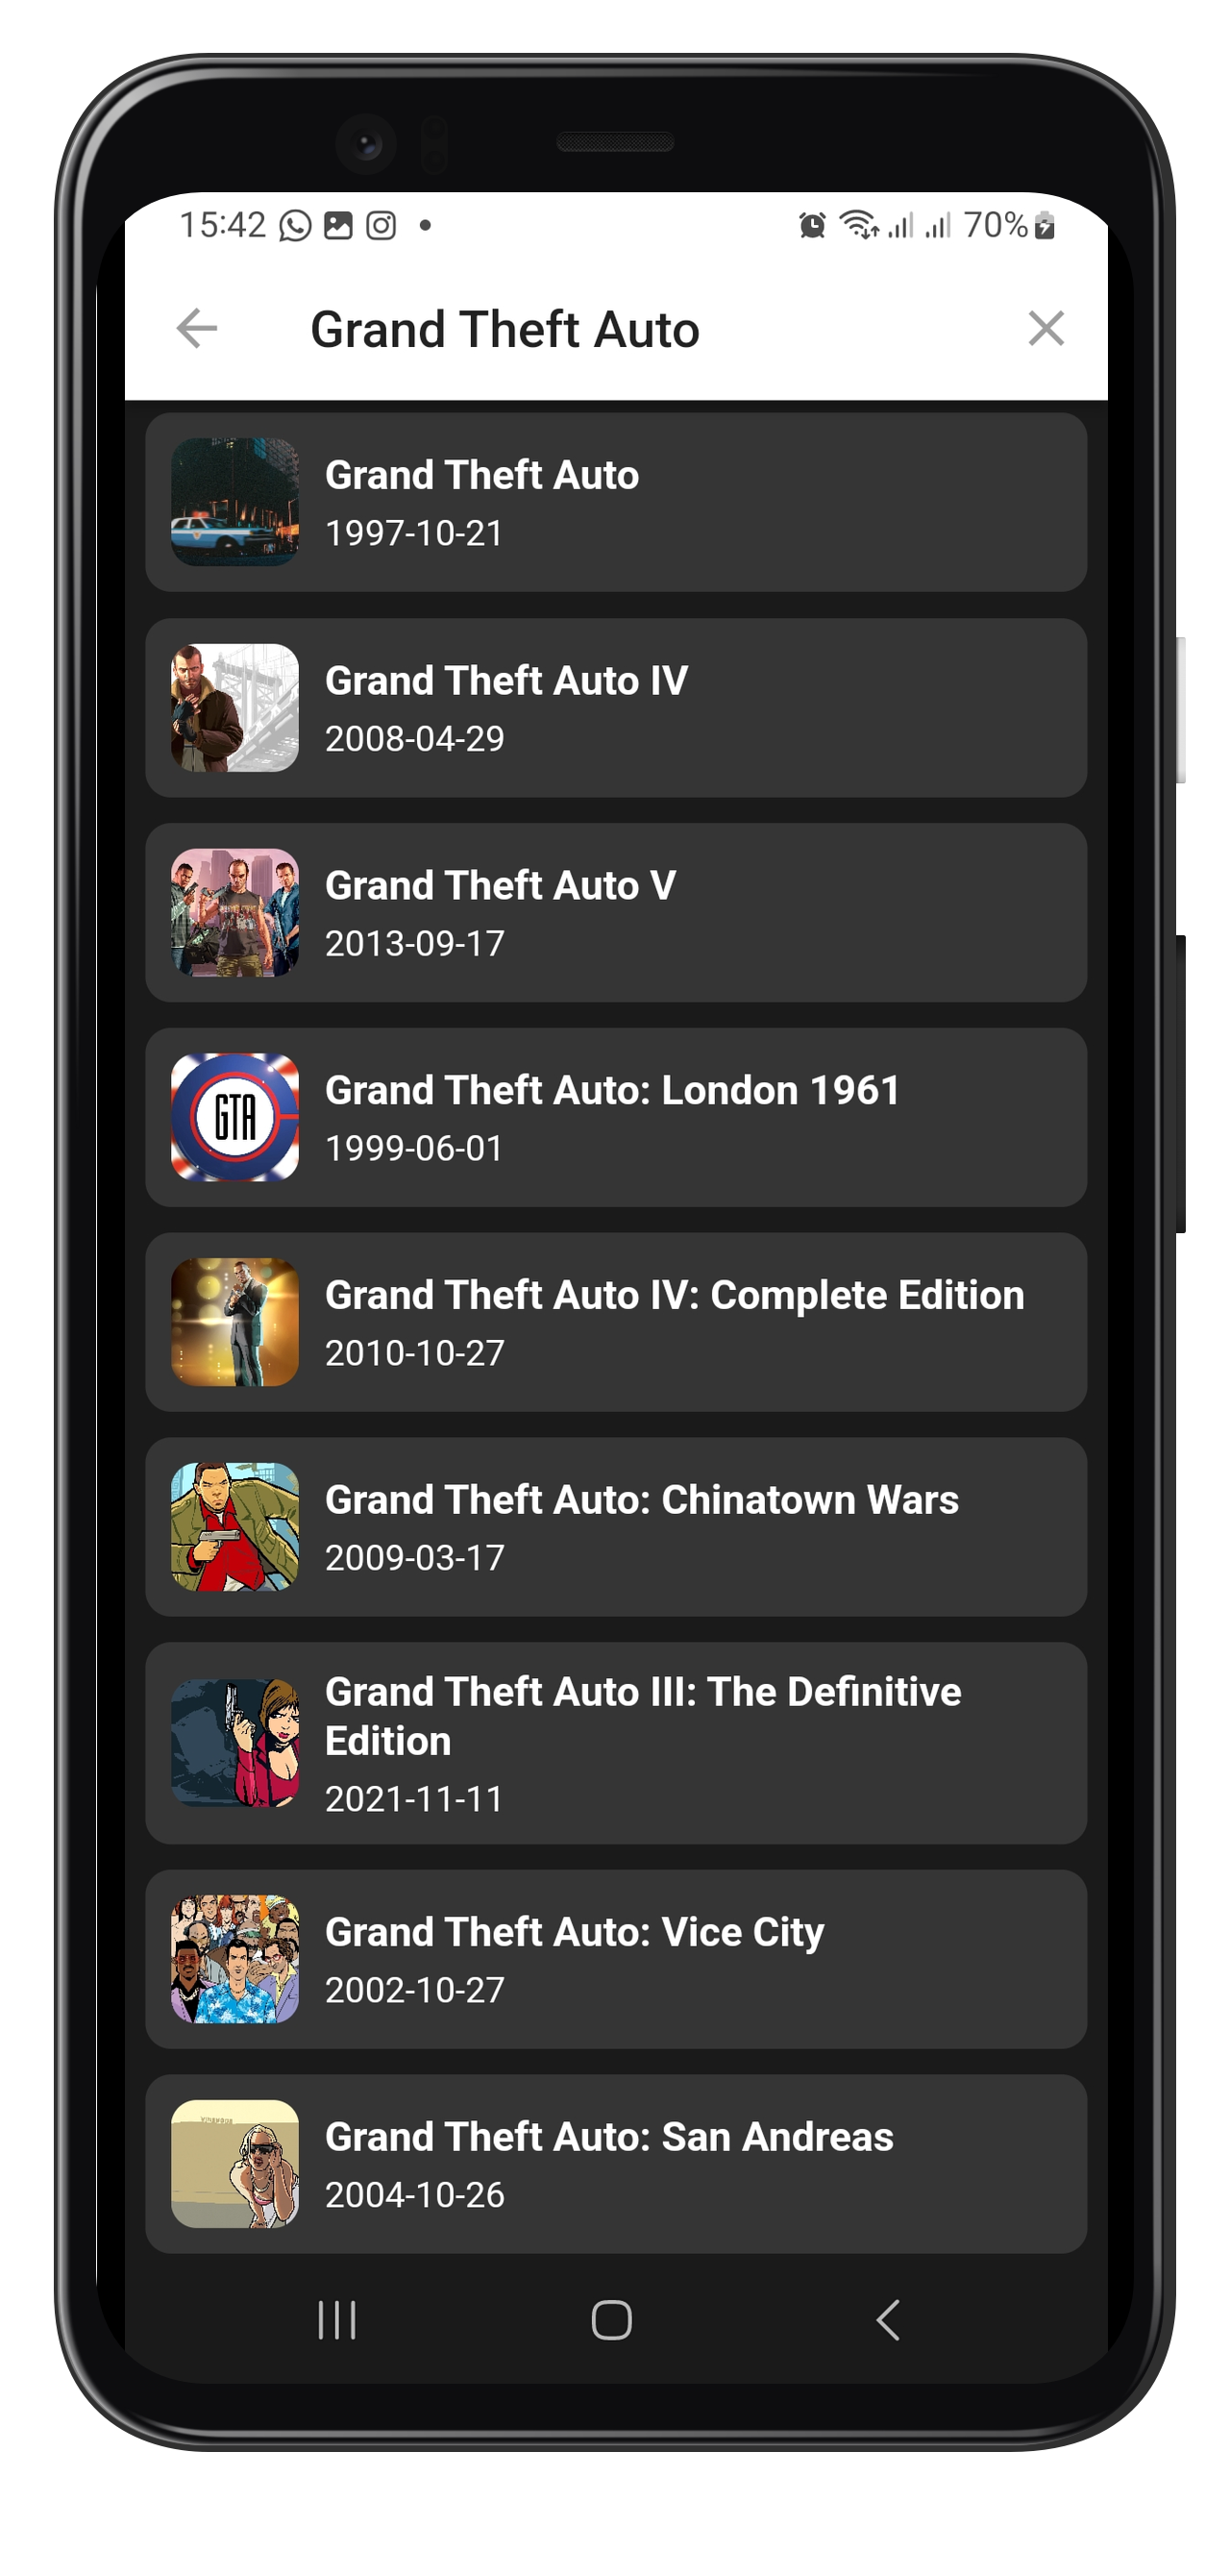 15:42
70%
Grand Theft Auto
Grand Theft Auto
1997-10-21
Grand Theft Auto IV
2008-04-29
Grand Theft Auto V
2013-09-17
GTA
Grand Theft Auto: London 1961
1999-06-01
Grand Theft Auto IV: Complete Edition
2010-10-27
Grand Theft Auto: Chinatown Wars
2009-03-17
Grand Theft Auto III: The Definitive
Edition
2021-11-11
Grand Theft Auto: Vice City
2002-10-27
Grand Theft Auto: San Andreas
2004-10-26